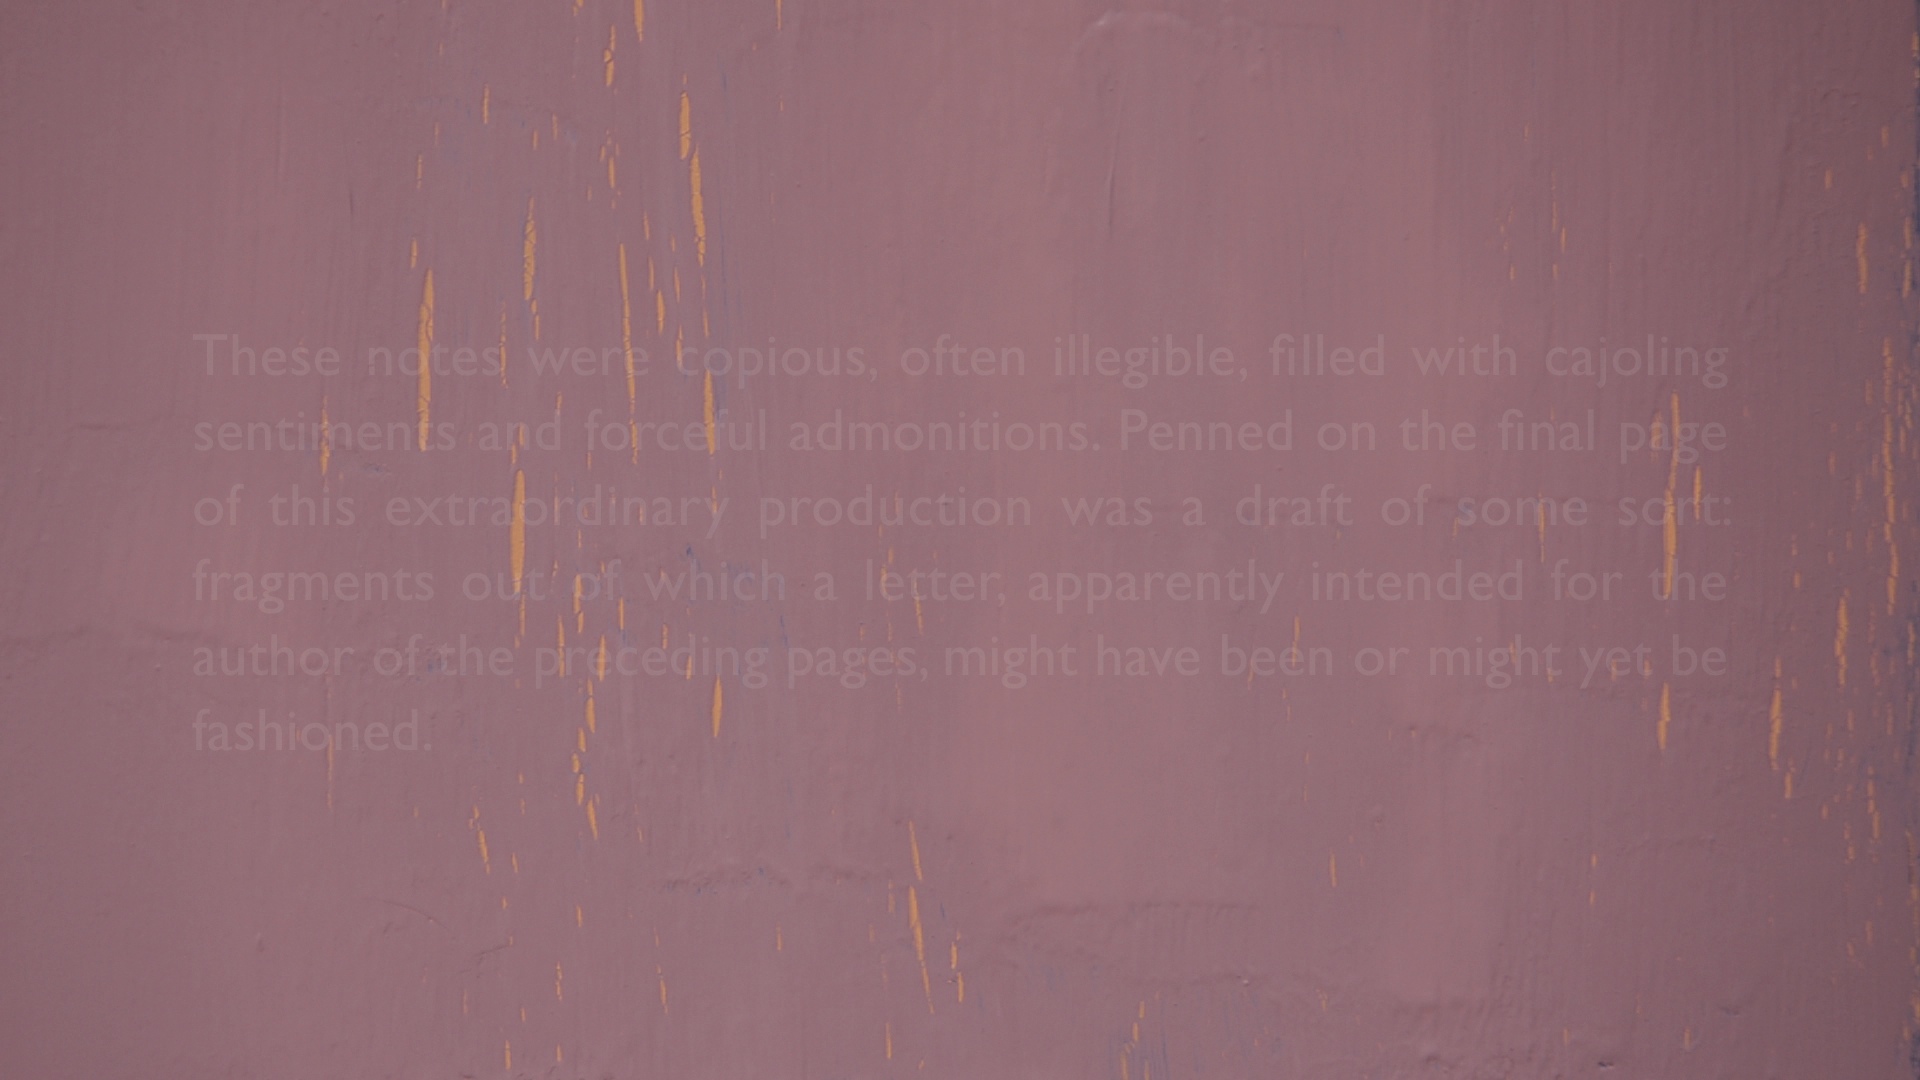 These notes were copious, often illegible, filled with cajoling
sentiments and forceful admonitions. Penned on the final page
of this extraordinary production was a draft of some sort:
fragments out of which a letter, apparently intended for the
author of the preceding pages, might have been or might yet be
fashioned.